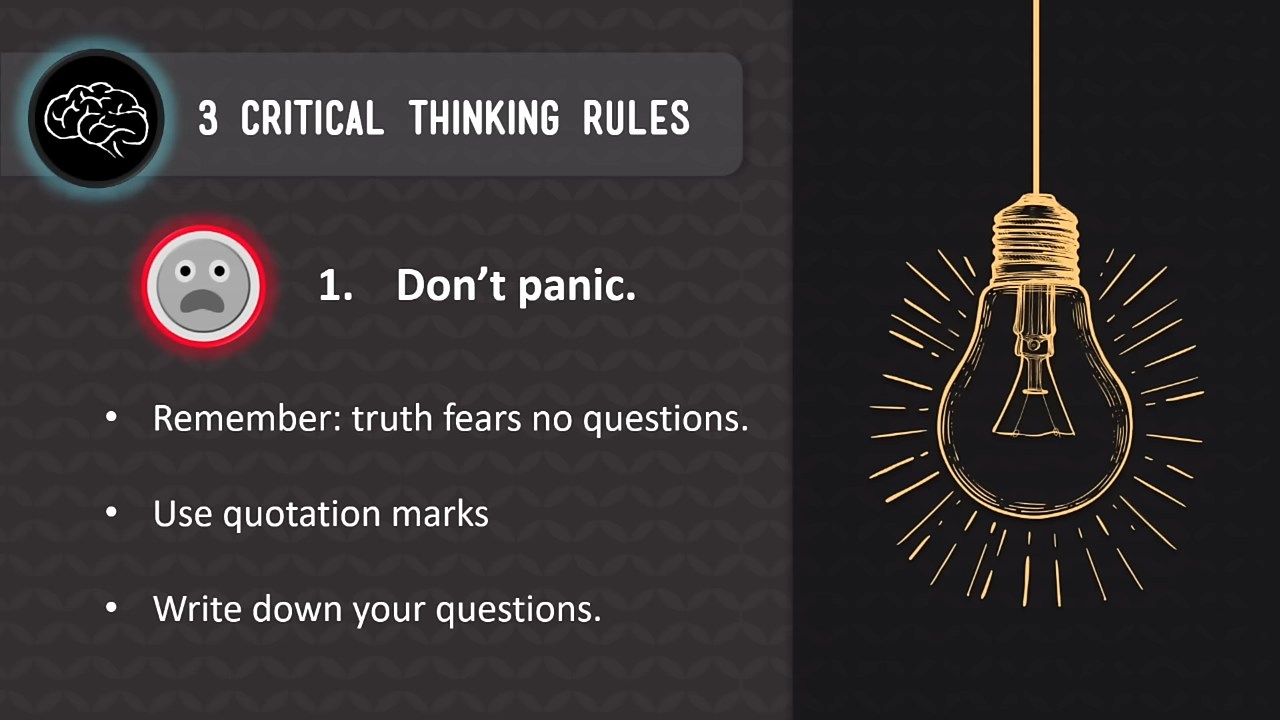 3 CRITICAL THINKING RULES
1. Don’t panic.
• Remember: truth fears no questions.
• Use quotation marks
• Write down your questions.